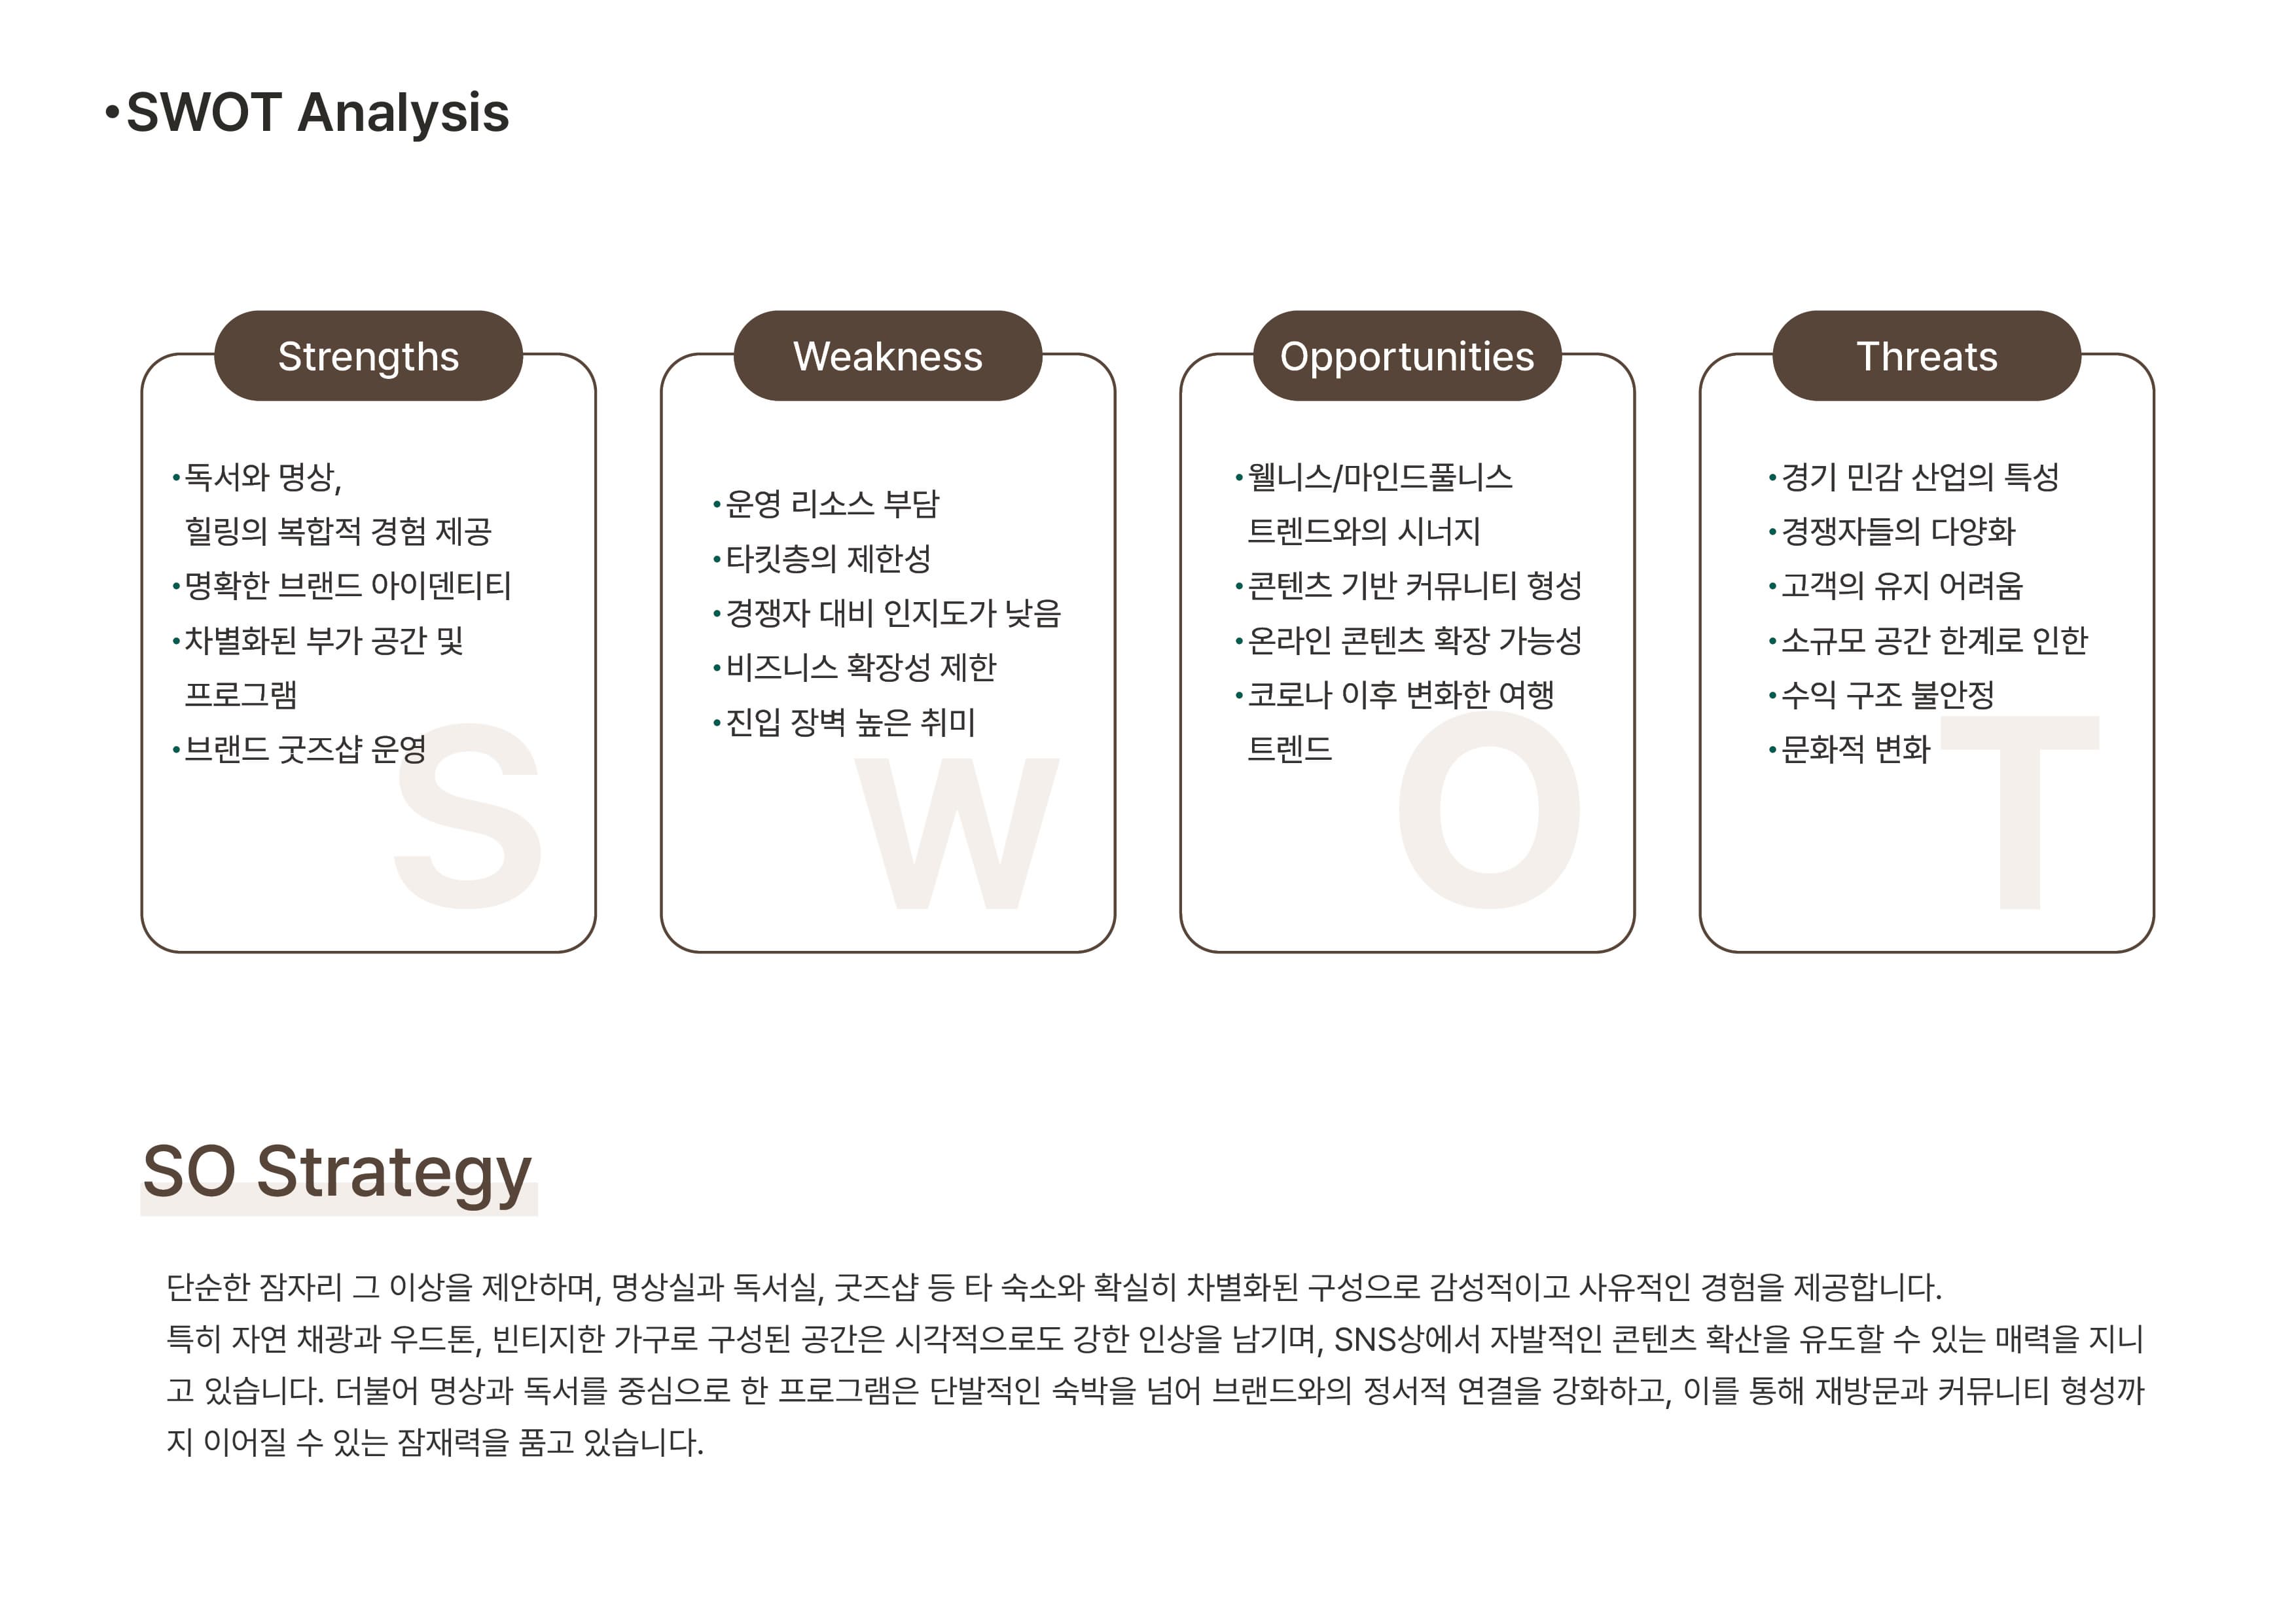 •SWOT Analysis
Strengths
•독서와 명상,
힐링의 복합적 경험 제공
•명확한 브랜드 아이덴티티
•차별화된 부가 공간 및
프로그램
•브랜드 굿즈샵 운영
S
Weakness
•운영 리소스 부담
•타킷층의 제한성
•경쟁자 대비 인지도가 낮음
•비즈니스 확장성 제한
•진입 장벽 높은 취미
W
Opportunities
•웰니스/마인드풀니스
트렌드와의 시너지
•콘텐츠 기반 커뮤니티 형성
•온라인 콘텐츠 확장 가능성
•코로나 이후 변화한 여행
트렌드
O
Threats
•경기 민감 산업의 특성
•경쟁자들의 다양화
•고객의 유지 어려움
•소규모 공간 한계로 인한
•수익 구조 불안정
•문화적 변화
T
SO Strategy
단순한 잠자리 그 이상을 제안하며, 명상실과 독서실, 굿즈샵 등 타 숙소와 확실히 차별화된 구성으로 감성적이고 사유적인 경험을 제공합니다.
특히 자연 채광과 우드톤, 빈티지한 가구로 구성된 공간은 시각적으로도 강한 인상을 남기며, SNS상에서 자발적인 콘텐츠 확산을 유도할 수 있는 매력을 지니
고 있습니다. 더불어 명상과 독서를 중심으로 한 프로그램은 단발적인 숙박을 넘어 브랜드와의 정서적 연결을 강화하고, 이를 통해 재방문과 커뮤니티 형성까
지 이어질 수 있는 잠재력을 품고 있습니다.